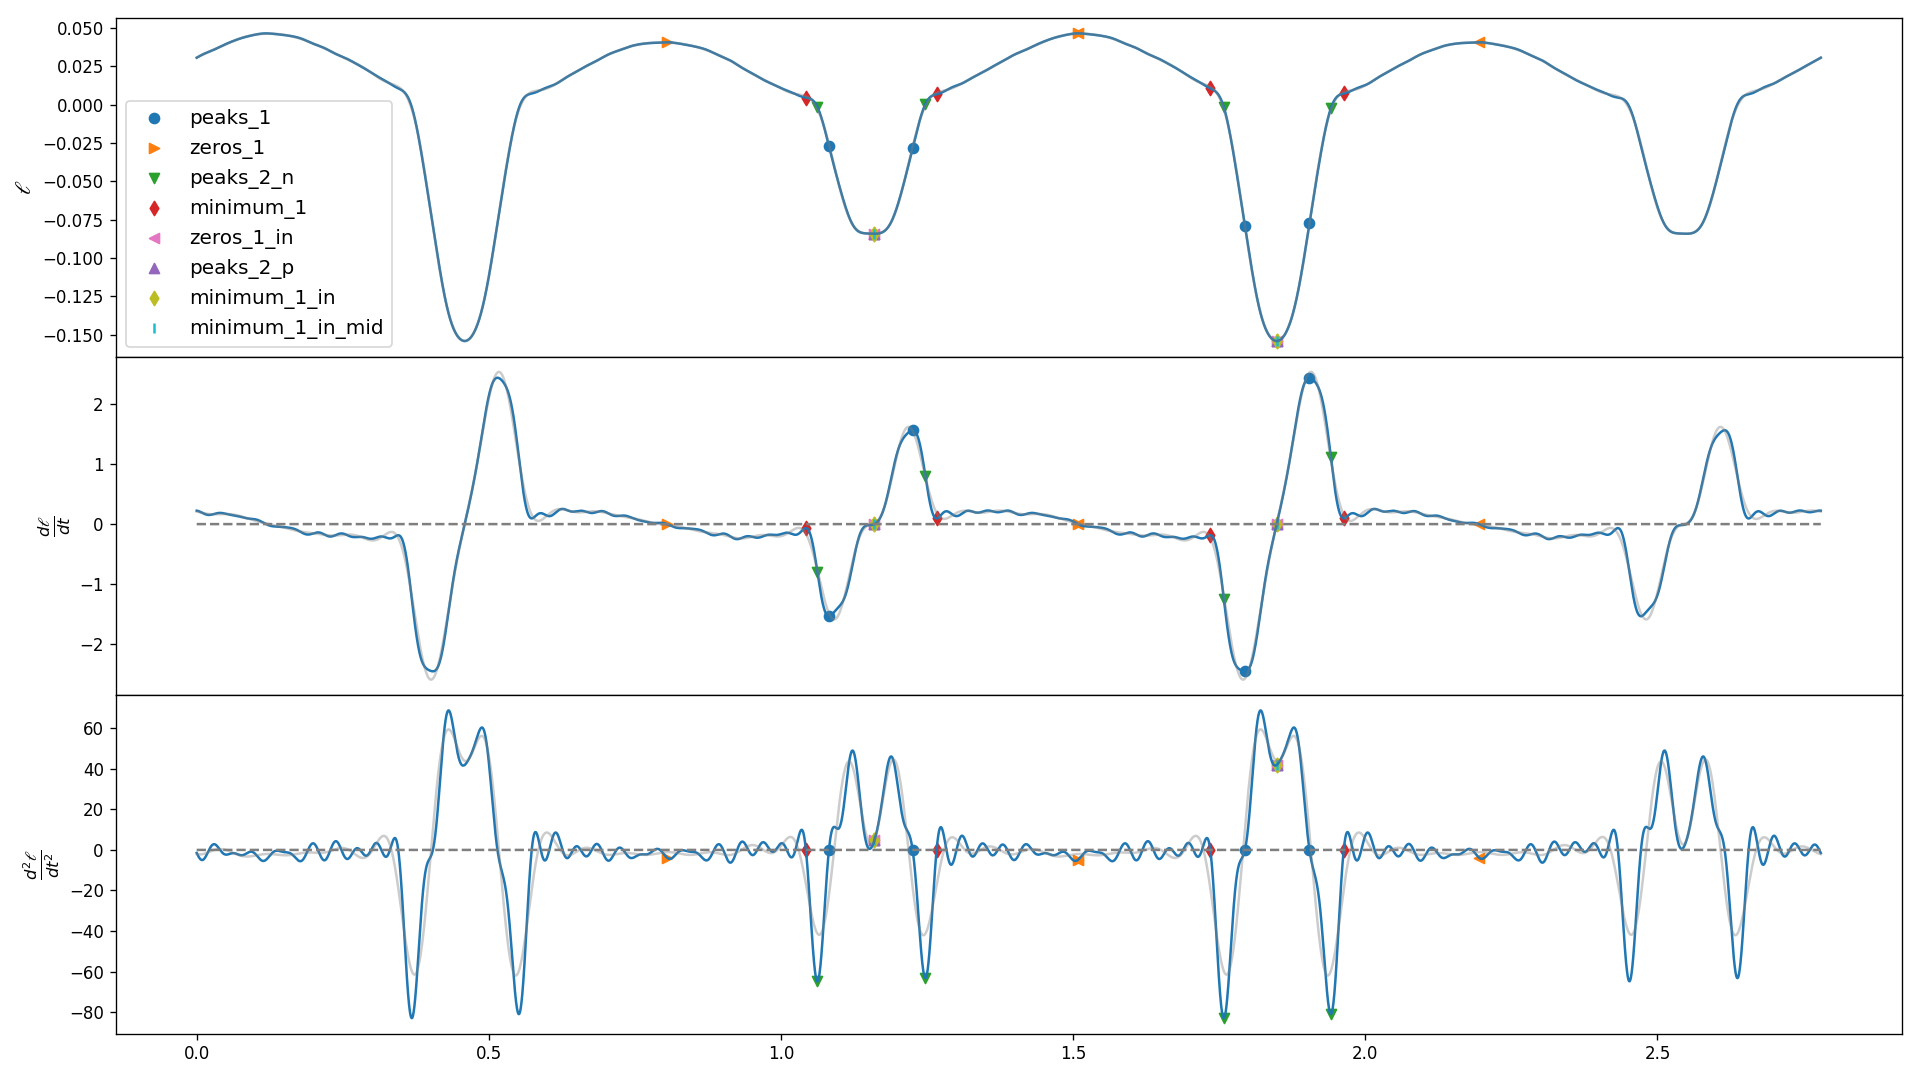 0.050
0.025
0.000
−0.025
−0.050
−0.075
−0.100
−0.125
−0.150
ℓ
peaks_1
zeros_1
peaks_2_n
minimum_1
zeros_1_in
peaks_2_p
minimum_1_in
minimum_1_in_mid
2
1
0
−1
−2
dℓ
dt
60
40
20
0
−20
−40
−60
−80
d²ℓ
dt²
0.0 0.5 1.0 1.5 2.0 2.5